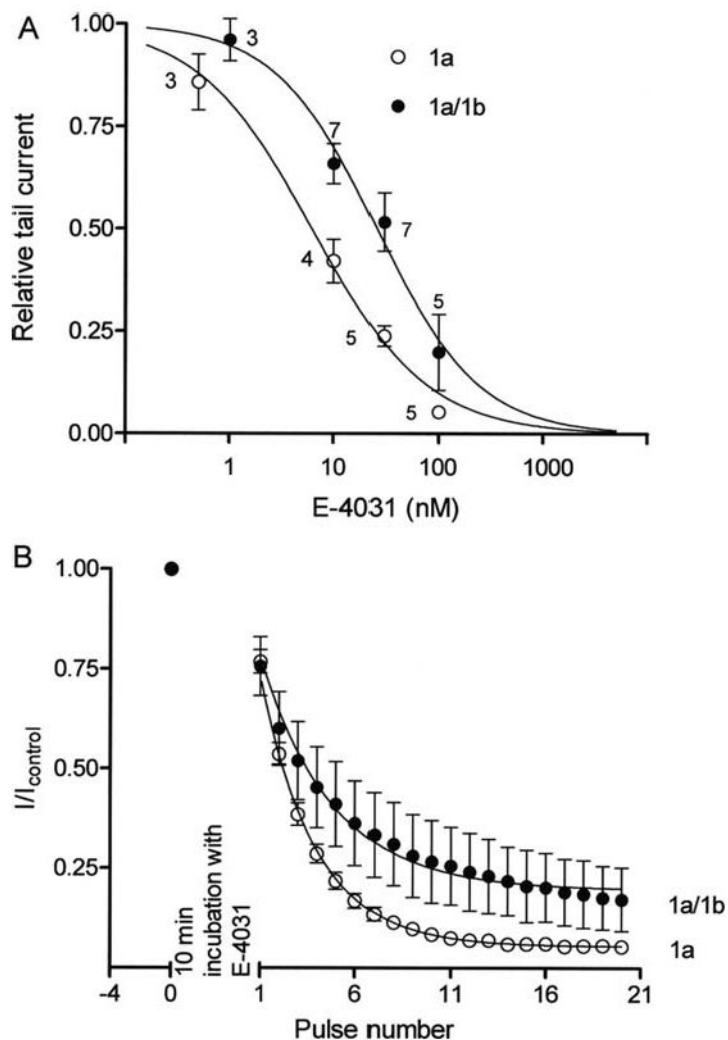 A
1.00
0.75
0.50
0.25
0.00
Relative tail current
3
3
7
7
4
5
5
5
1a
1a/1b
1
10
100
1000
E-4031 (nM)
B
1.00
0.75
0.50
0.25
I/Icontrol
10 min
incubation with
E-4031
1a/1b
1a
-4
0
1
6
11
16
21
Pulse number